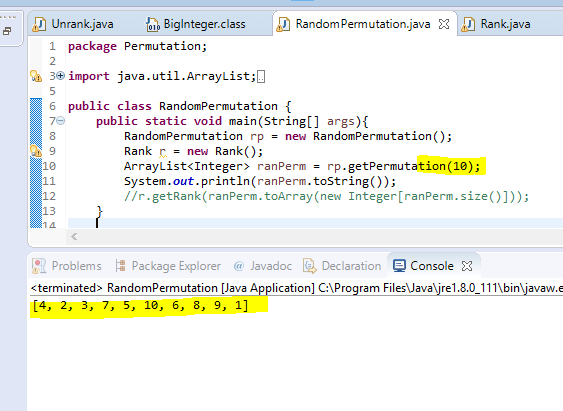 Unrank.java BigInteger.class RandomPermutation.java Rank.java
1 package Permutation;
2
3 import java.util.ArrayList;
5
6 public class RandomPermutation {
7 public static void main(String[] args){
8 RandomPermutation rp = new RandomPermutation();
9 Rank r = new Rank();
10 ArrayList<Integer> ranPerm = rp.getPermutation(10);
11 System.out.println(ranPerm.toString());
12 //r.getRank(ranPerm.toArray(new Integer[ranPerm.size()]));
13 }
14
Problems Package Explorer @ Javadoc Declaration Console
<terminated> RandomPermutation [Java Application] C:\Program Files\Java\jre1.8.0_111\bin\javaw.e
[4, 2, 3, 7, 5, 10, 6, 8, 9, 1]